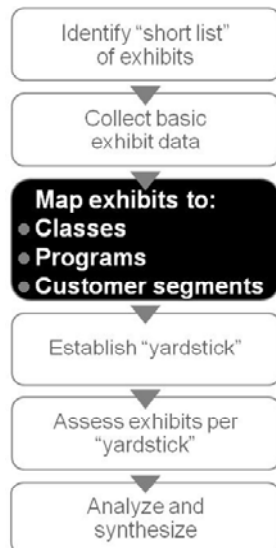 Identify “short list”
of exhibits
Collect basic
exhibit data
Map exhibits to:
• Classes
• Programs
• Customer segments
Establish “yardstick”
Assess exhibits per
“yardstick”
Analyze and
synthesize